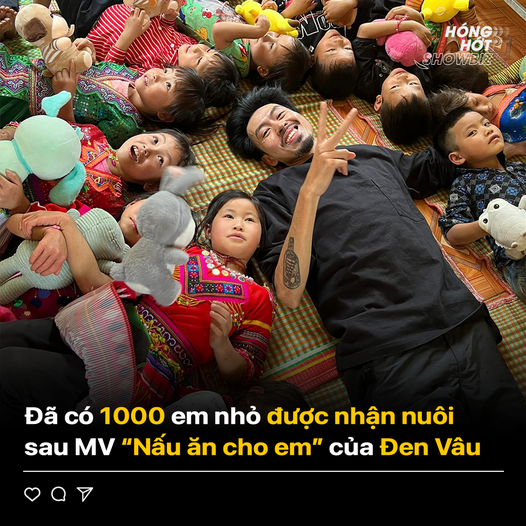 HÓNG
HỚT
SHOWBIZ
Đã có 1000 em nhỏ được nhận nuôi
sau MV “Nấu ăn cho em” của Đen Vâu